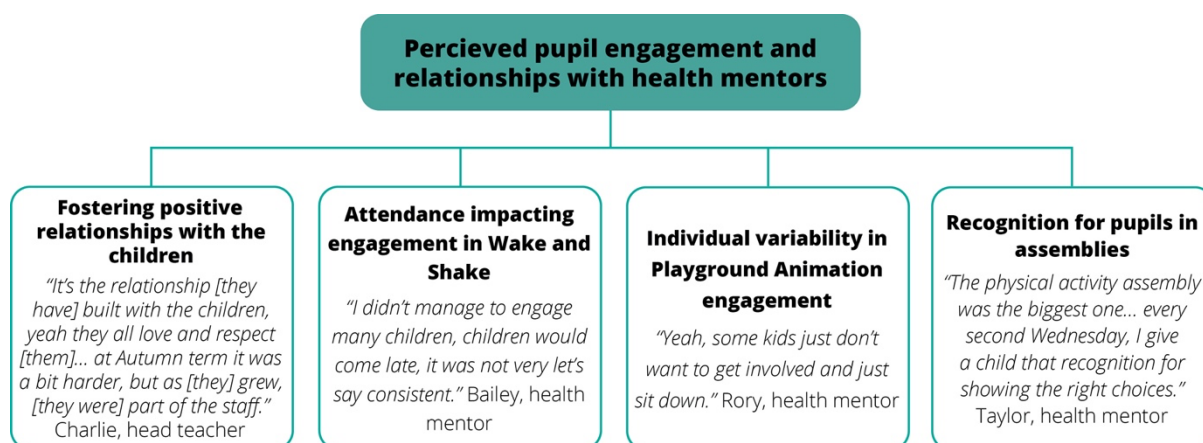 Percieved pupil engagement and
relationships with health mentors
Fostering positive
relationships with the
children
“It’s the relationship [they
have] built with the children,
yeah they all love and respect
[them]... at Autumn term it was
a bit harder, but as [they] grew,
[they were] part of the staff.”
Charlie, head teacher
Attendance impacting
engagement in Wake and
Shake
“I didn’t manage to engage
many children, children would
come late, it was not very let’s
say consistent.” Bailey, health
mentor
Individual variability in
Playground Animation
engagement
“Yeah, some kids just don’t
want to get involved and just
sit down.” Rory, health mentor
Recognition for pupils in
assemblies
“The physical activity assembly
was the biggest one... every
second Wednesday, I give
a child that recognition for
showing the right choices.”
Taylor, health mentor